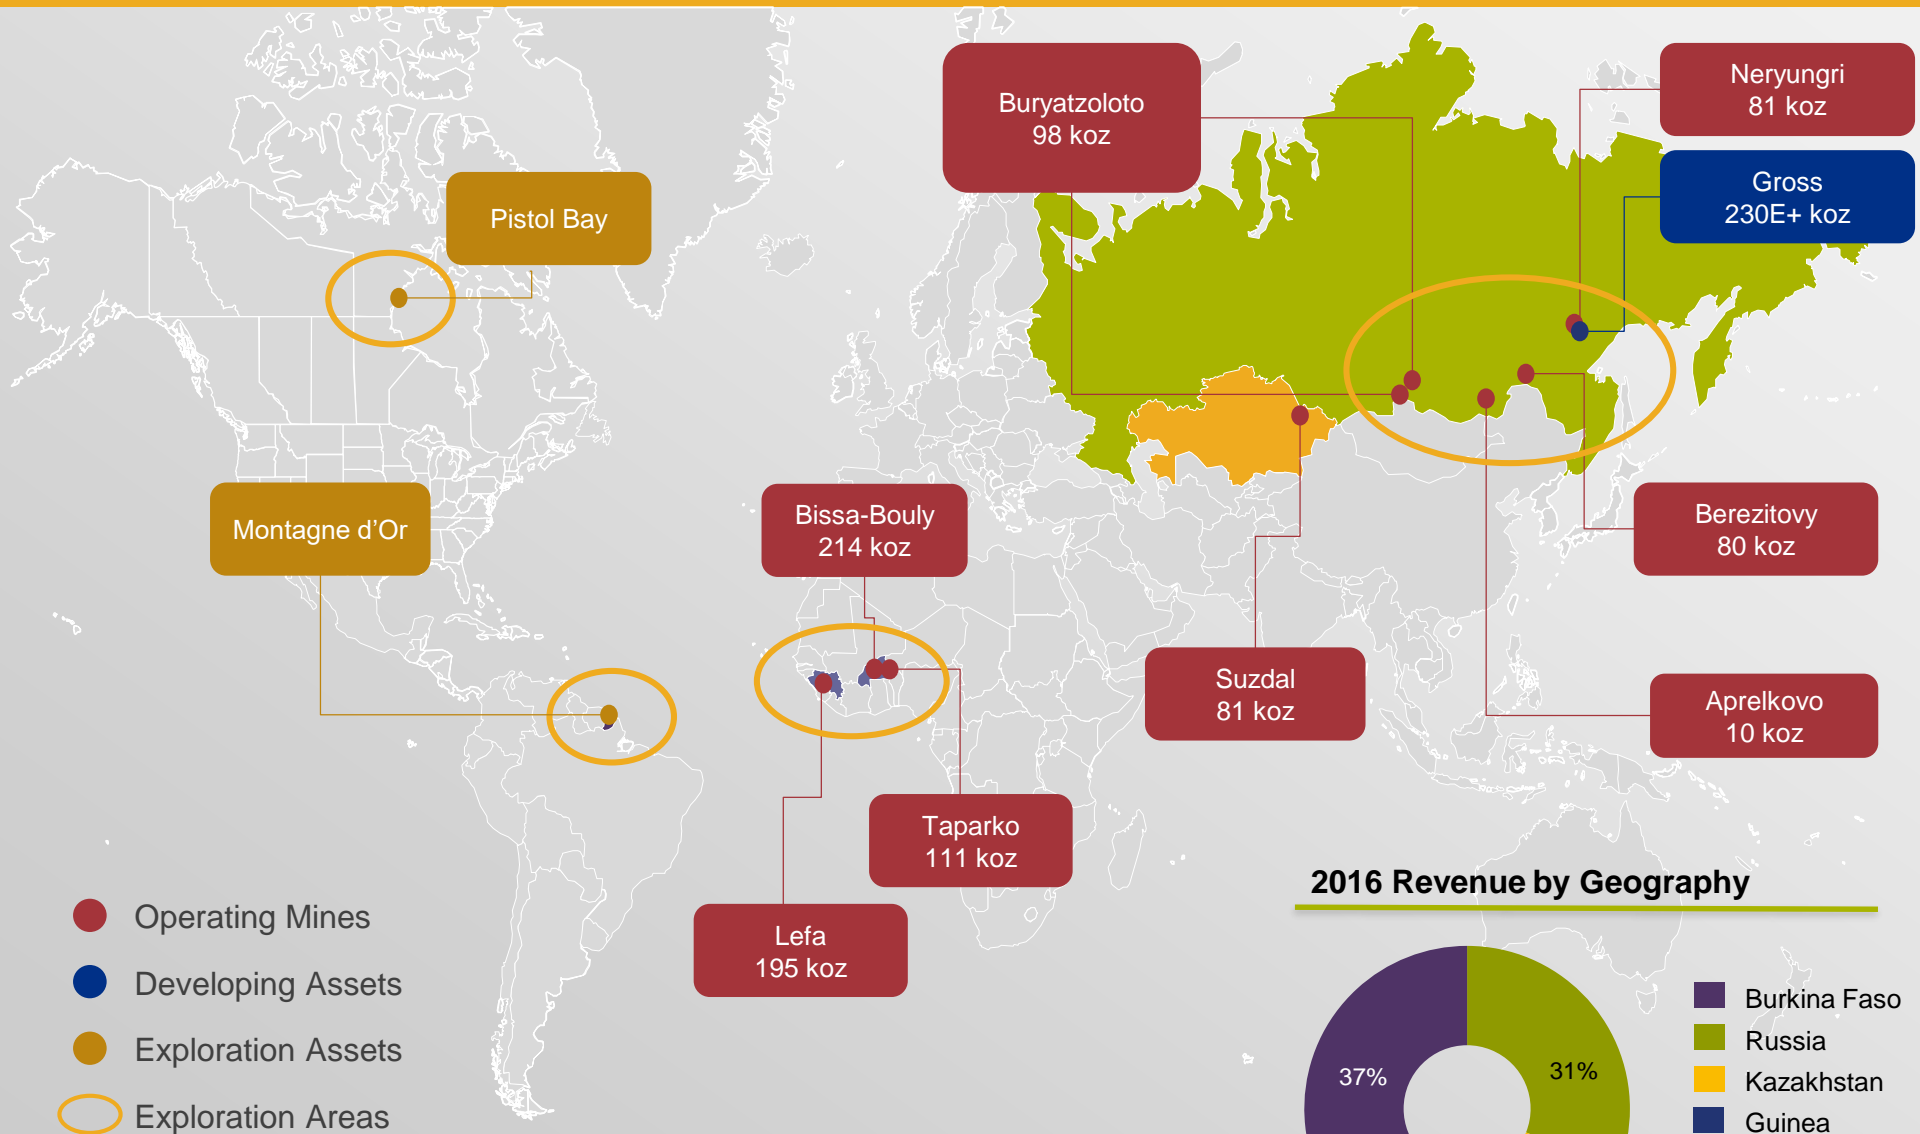 Buryatzoloto
98 koz
Neryungri
81 koz
Gross
230E+ koz
Pistol Bay
Montagne d’Or
Bissa-Bouly
214 koz
Berezitovy
80 koz
Suzdal
81 koz
Aprelkovo
10 koz
Taparko
111 koz
Lefa
195 koz
Operating Mines
Developing Assets
Exploration Assets
Exploration Areas
2016 Revenue by Geography
37%
31%
Burkina Faso
Russia
Kazakhstan
Guinea